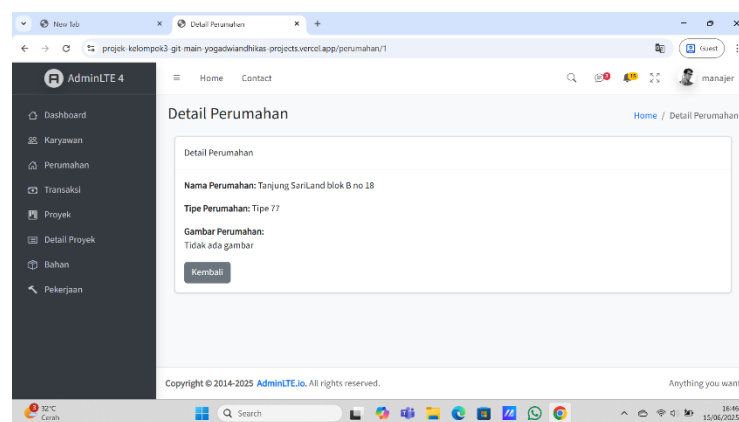 New Tab
Detail Perumahan
projek-kelompok3-git-main-yogadwiandhikas-projects.vercel.app/perumahan/1
Guest
AdminLTE 4
Home Contact
3
15
manajer
Dashboard
Karyawan
Perumahan
Transaksi
Proyek
Detail Proyek
Bahan
Pekerjaan
Detail Perumahan
Home / Detail Perumahan
Detail Perumahan
Nama Perumahan: Tanjung SariLand blok B no 18
Tipe Perumahan: Tipe 77
Gambar Perumahan:
Tidak ada gambar
Kembali
Copyright © 2014-2025 AdminLTE.io. All rights reserved.
Anything you want
32°C
Cerah
Search
16:46
15/06/2025